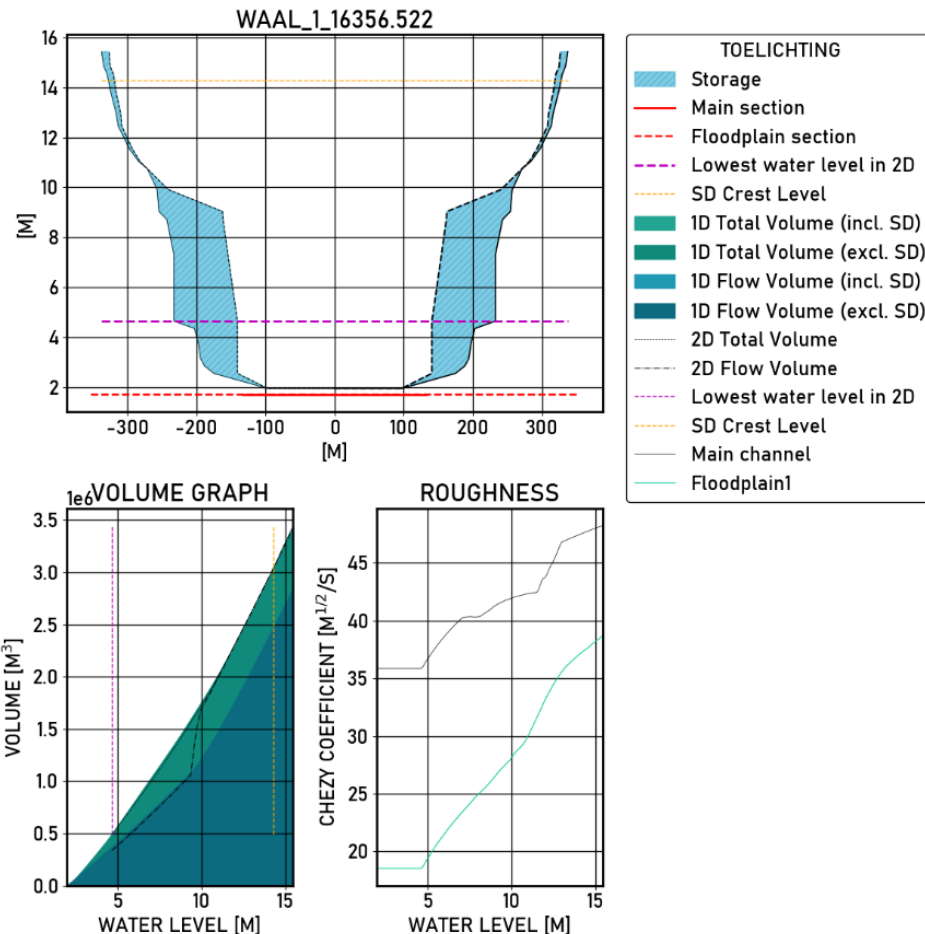 WAAL_1_16356.522
16
14
12
10
8
6
4
2
[M]
-300
-200
-100
0
100
200
300
[M]
TOELICHTING
Storage
Main section
Floodplain section
Lowest water level in 2D
SD Crest Level
1D Total Volume (incl. SD)
1D Total Volume (excl. SD)
1D Flow Volume (incl. SD)
1D Flow Volume (excl. SD)
2D Total Volume
2D Flow Volume
Lowest water level in 2D
SD Crest Level
Main channel
Floodplain1
1e6
VOLUME GRAPH
3.5
3.0
2.5
2.0
1.5
1.0
0.5
0.0
VOLUME [M³]
5
10
15
WATER LEVEL [M]
ROUGHNESS
45
40
35
30
25
20
CHEZY COEFFICIENT [M^1/2/S]
5
10
15
WATER LEVEL [M]